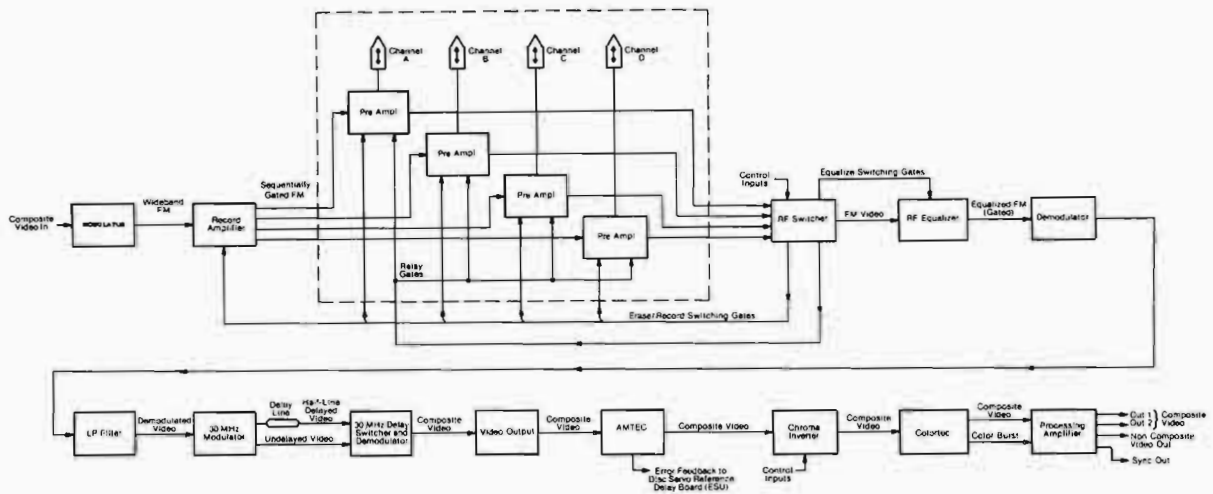 Channel
A
Channel
B
Channel
C
Channel
D
Pre Ampl
Pre Ampl
Pre Ampl
Pre Ampl
Sequentially
Gated FM
Composite
Video In
Wideband
FM
Record
Amplifier
Relay
Gates
Control
Inputs
Equalize Switching Gates
RF Switcher
FM Video
RF Equalizer
Equalized FM
(Gated)
Demodulator
Erase/Record Switching Gates
LP Filter
Demodulated
Video
30 MHz
Modulator
Delay
Line
Half-Line
Delayed
Video
Undelayed Video
30 MHz Delay
Switcher and
Demodulator
Composite
Video
Video Output
Composite
Video
AMTEC
Error Feedback to
Disc Servo Reference
Delay Board (ESU)
Composite Video
Chroma
Inverter
Control
Inputs
Composite
Video
Colortec
Composite
Video
Color Burst
Processing
Amplifier
Out 1
Out 2
Composite
Video
Non Composite
Video Out
Sync Out